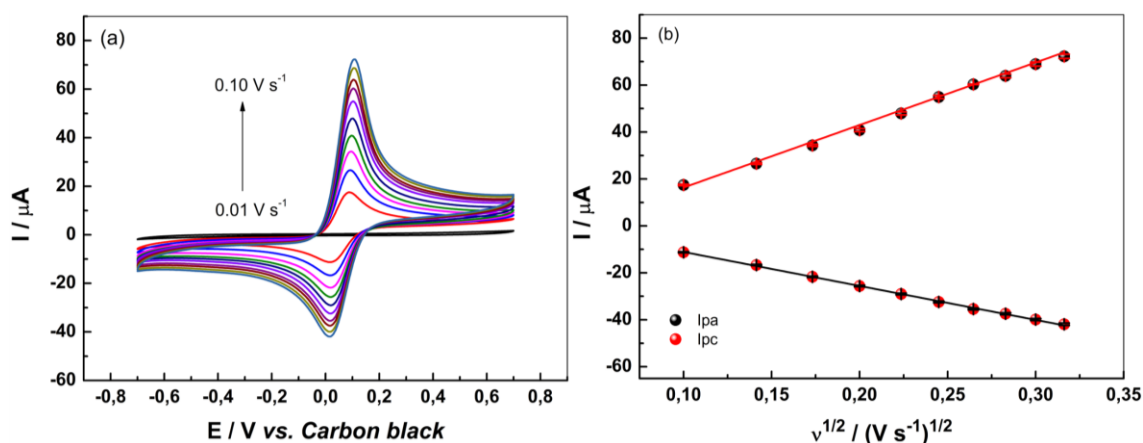 (a)
80
60
40
20
0
-20
-40
-60
0.10 V s⁻¹
0.01 V s⁻¹
I / μA
-0,8 -0,6 -0,4 -0,2 0,0 0,2 0,4 0,6 0,8
E / V vs. Carbon black
(b)
80
60
40
20
0
-20
-40
-60
I / μA
Ipa
Ipc
0,10 0,15 0,20 0,25 0,30 0,35
ν¹/² / (V s⁻¹)¹/²